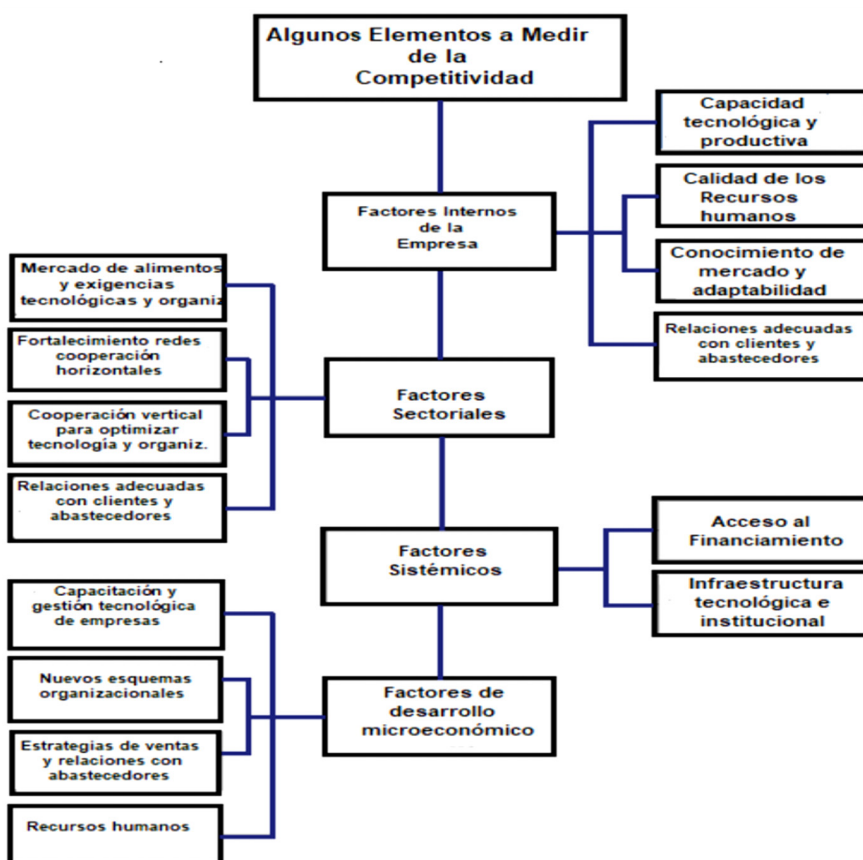 Algunos Elementos a Medir
de la
Competitividad
Capacidad
tecnológica y
productiva
Factores Internos
de la
Empresa
Calidad de los
Recursos
humanos
Conocimiento de
mercado y
adaptabilidad
Relaciones adecuadas
con clientes y
abastecedores
Mercado de alimentos
y exigencias
tecnológicas y organiz
Fortalecimiento redes
cooperación
horizontales
Factores
Sectoriales
Cooperación vertical
para optimizar
tecnología y organiz.
Relaciones adecuadas
con clientes y
abastecedores
Factores
Sistémicos
Acceso al
Financiamiento
Infraestructura
tecnológica e
institucional
Capacitación y
gestión tecnológica
de empresas
Nuevos esquemas
organizacionales
Factores de
desarrollo
microeconómico
Estrategias de ventas
y relaciones con
abastecedores
Recursos humanos